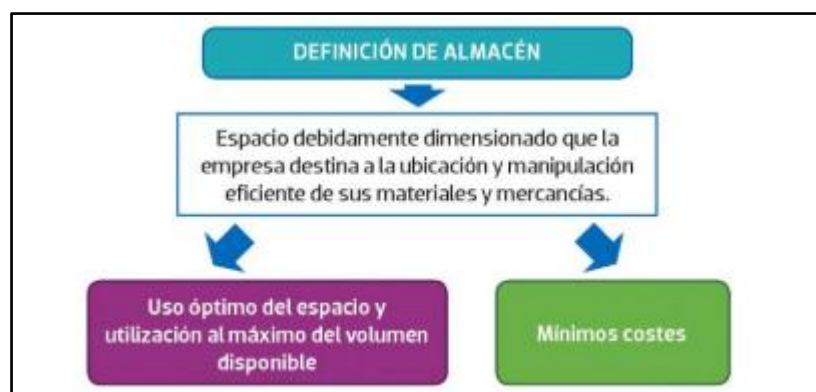 DEFINICIÓN DE ALMACÉN
Espacio debidamente dimensionado que la
empresa destina a la ubicación y manipulación
eficiente de sus materiales y mercancías.
Uso óptimo del espacio y
utilización al máximo del volumen
disponible
Mínimos costes